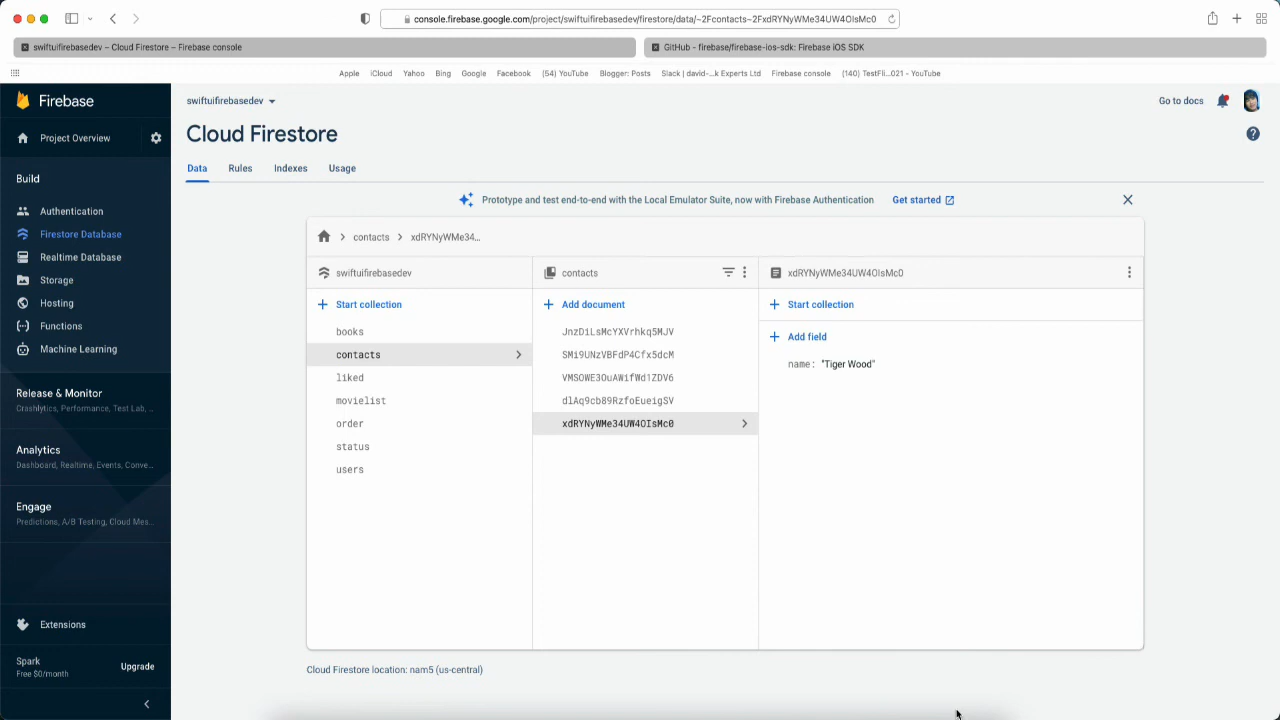 console.firebase.google.com/project/swiftuifirebasedev/firestore/data/~2Fcontacts~2FxdRYNyWMe34UW4OIsMc0
swiftuifirebasedev – Cloud Firestore – Firebase console
GitHub - firebase/firebase-ios-sdk: Firebase iOS SDK
Apple iCloud Yahoo Bing Google Facebook (54) YouTube Blogger: Posts Slack | david-...k Experts Ltd Firebase console (140) TestFli...021 - YouTube
Firebase
Project Overview
Build
Authentication
Firestore Database
Realtime Database
Storage
Hosting
Functions
Machine Learning
Release & Monitor
Crashlytics, Performance, Test Lab, ...
Analytics
Dashboard, Realtime, Events, Conve...
Engage
Predictions, A/B Testing, Cloud Mes...
Extensions
Spark
Free $0/month
Upgrade
swiftuifirebasedev
Go to docs
Cloud Firestore
Data Rules Indexes Usage
Prototype and test end-to-end with the Local Emulator Suite, now with Firebase Authentication Get started
contacts > xdRYNyWMe34...
swiftuifirebasedev
Start collection
books
contacts
liked
movielist
order
status
users
contacts
Add document
JnzDiLsMcYXVrhkq5MJV
SMi9UNzVBFdP4Cfx5dcM
VMSOWE3OuAWifWd1ZDV6
dlAq9cb89RzfoEueigSV
xdRYNyWMe34UW4OIsMc0
xdRYNyWMe34UW4OIsMc0
Start collection
Add field
name: "Tiger Wood"
Cloud Firestore location: nam5 (us-central)